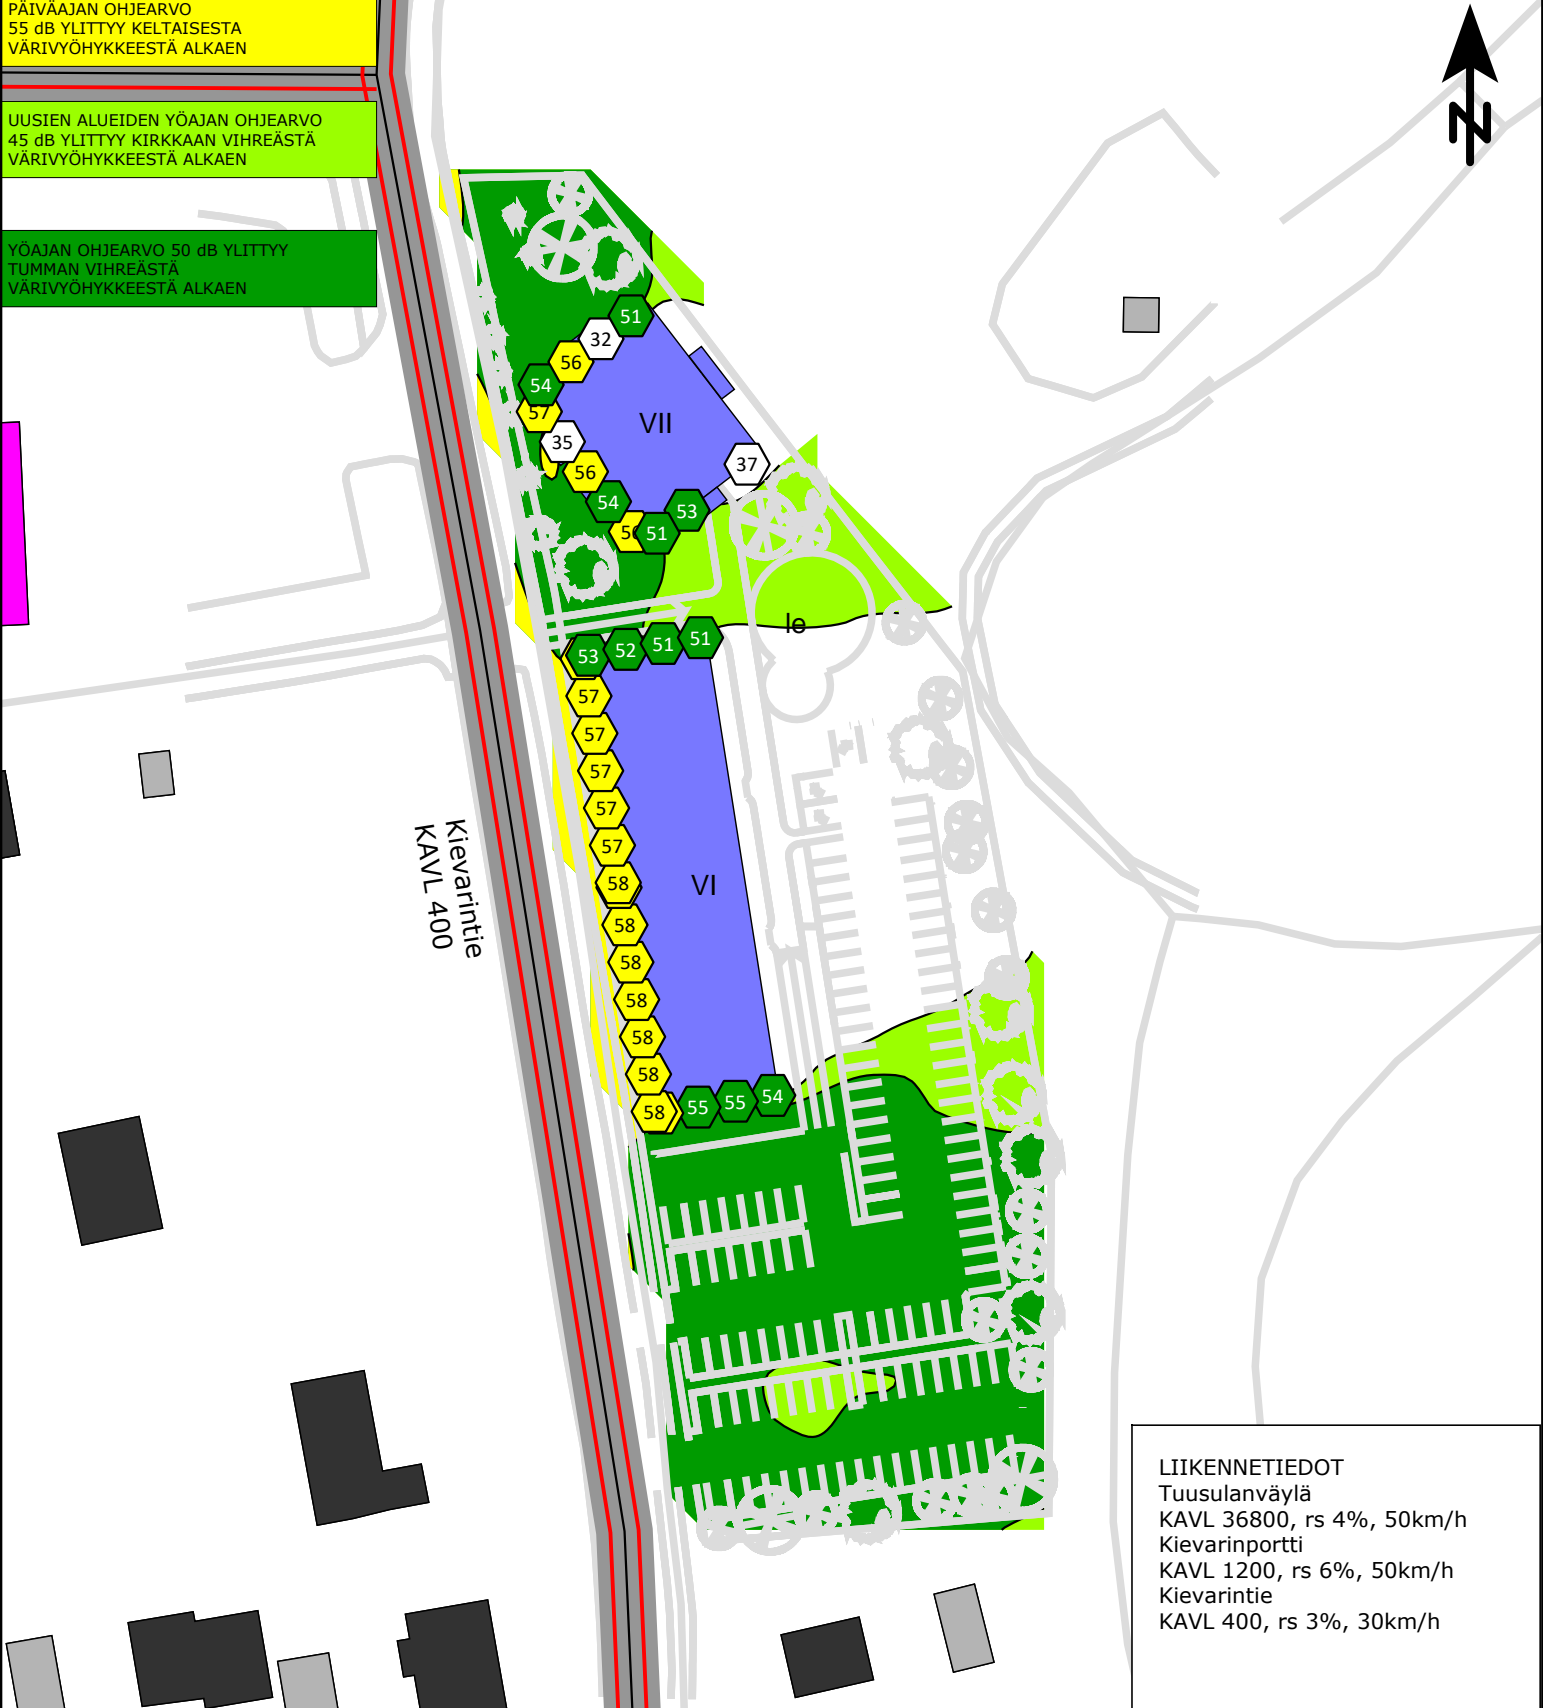 PÄIVÄAJAN OHJEARVO
55 dB YLITTYY KELTAISESTA
VÄRIVYÖHYKKEESTÄ ALKAEN
UUSIEN ALUEIDEN YÖAJAN OHJEARVO
45 dB YLITTYY KIRKKAAN VIHREÄSTÄ
VÄRIVYÖHYKKEESTÄ ALKAEN
YÖAJAN OHJEARVO 50 dB YLITTYY
TUMMAN VIHREÄSTÄ
VÄRIVYÖHYKKEESTÄ ALKAEN
N
51
32
56
54
57
35
VII
56
37
54
53
51
le
53
52
51
51
57
57
57
57
57
58
VI
58
58
58
58
58
58
55
55
54
Kievarintie
KAVL 400
LIIKENNETIEDOT
Tuusulanväylä
KAVL 36800, rs 4%, 50km/h
Kievarinportti
KAVL 1200, rs 6%, 50km/h
Kievarintie
KAVL 400, rs 3%, 30km/h